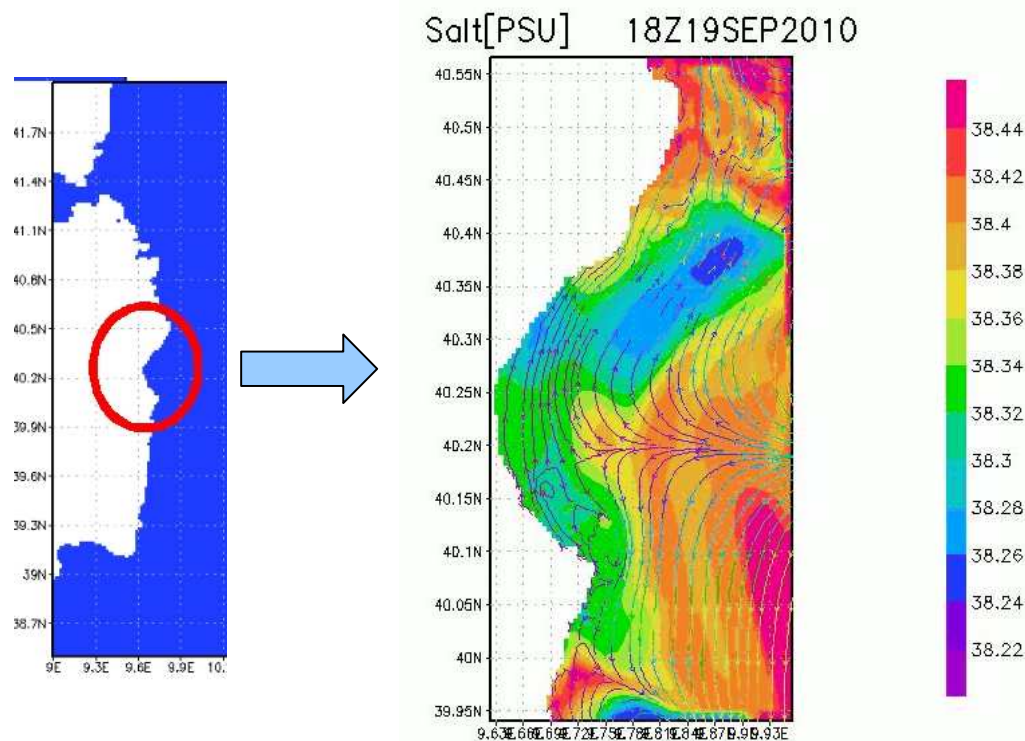 Salt[PSU] 18Z19SEP2010
41.7N
41.4N
41.1N
40.8N
40.5N
40.2N
39.9N
39.6N
39.3N
39N
38.7N
9E 9.3E 9.6E 9.9E
40.55N
40.5N
40.45N
40.4N
40.35N
40.3N
40.25N
40.2N
40.15N
40.1N
40.05N
40N
39.95N
38.44
38.42
38.4
38.38
38.36
38.34
38.32
38.3
38.28
38.26
38.24
38.22